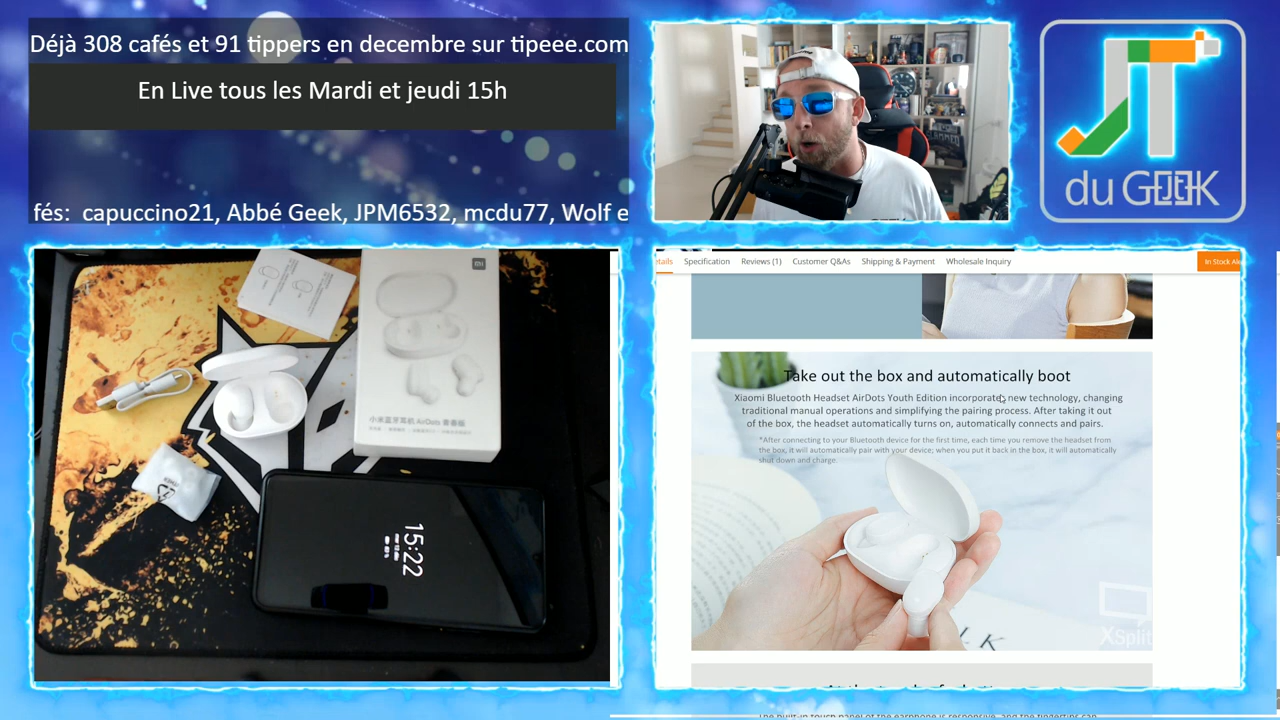 Déjà 308 cafés et 91 tippers en decembre sur tipeee.com
En Live tous les Mardi et jeudi 15h
fés: capuccino21, Abbé Geek, JPM6532, mcdu77, Wolf e
JT
du GEEK
小米蓝牙耳机 AirDots 青春版
15:22
etails Specification Reviews (1) Customer Q&As Shipping & Payment Wholesale Inquiry In Stock Al
Take out the box and automatically boot
Xiaomi Bluetooth Headset AirDots Youth Edition incorporates new technology, changing
traditional manual operations and simplifying the pairing process. After taking it out
of the box, the headset automatically turns on, automatically connects and pairs.
*After connecting to your Bluetooth device for the first time, each time you remove the headset from
the box, it will automatically pair with your device; when you put it back in the box, it will automatically
shut down and charge.
XSplit